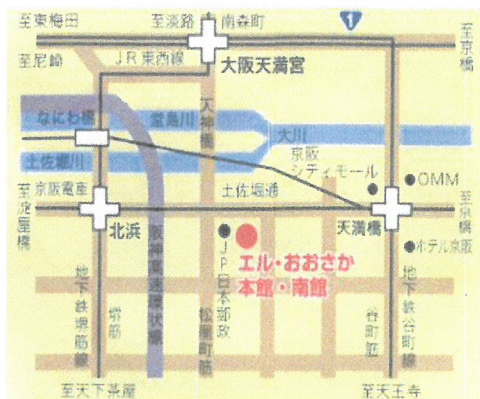 至東梅田
至淡路
南森町
1
至尼崎
JR東西線
大阪天満宮
至京橋
なにわ橋
堂島川
天神橋
大川
土佐堀川
京阪
シティモール
OMM
至淀屋橋
京阪電車
土佐堀通
至京橋
北浜
天満橋
阪神高速環状線
JP日本郵政
ホテル京阪
エル・おおさか
本館・南館
地下鉄堺筋線
堺筋
松屋町筋
谷町筋
地下鉄谷町線
至天下茶屋
至天王寺